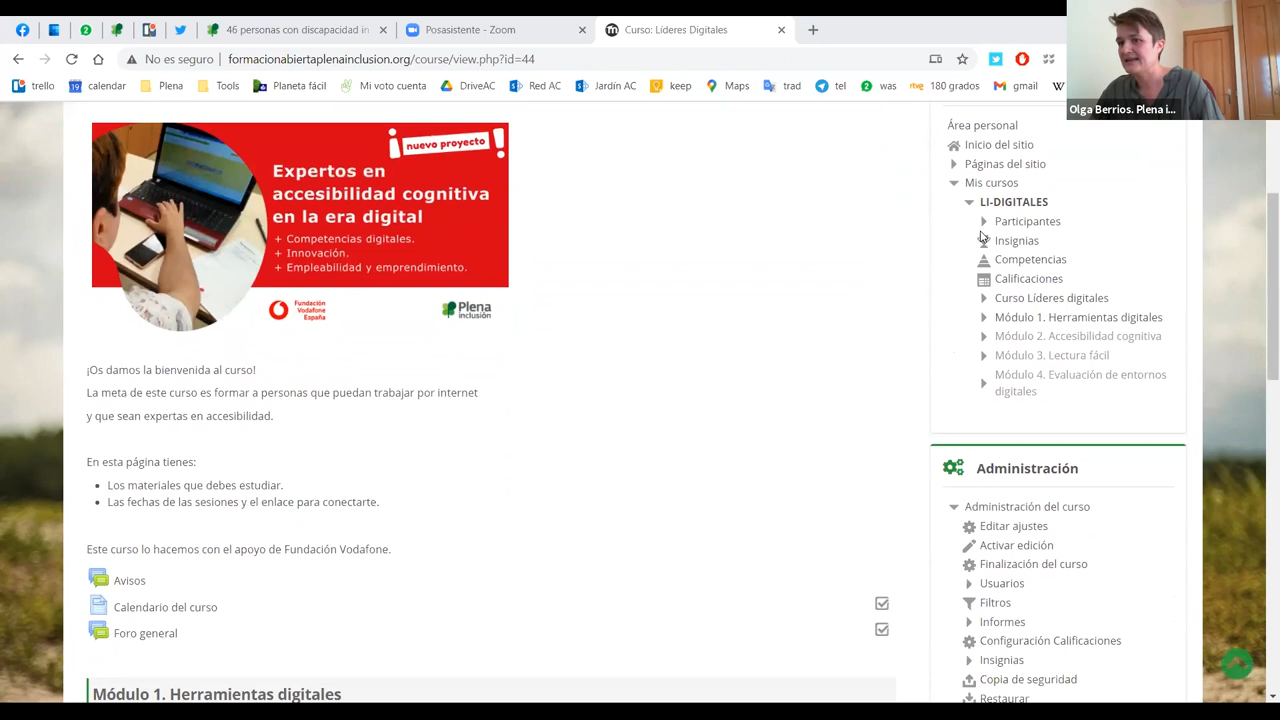 46 personas con discapacidad in
Posasistente - Zoom
Curso: Líderes Digitales
No es seguro
formacionabiertaplenainclusion.org/course/view.php?id=44
trello
calendar
Plena
Tools
Planeta fácil
Mi voto cuenta
DriveAC
Red AC
Jardín AC
keep
Maps
trad
tel
was
180 grados
gmail
Olga Berrios. Plena i...
¡nuevo proyecto!
Expertos en
accesibilidad cognitiva
en la era digital
+ Competencias digitales.
+ Innovación.
+ Empleabilidad y emprendimiento.
Fundación
Vodafone
España
Plena
inclusión
¡Os damos la bienvenida al curso!
La meta de este curso es formar a personas que puedan trabajar por internet
y que sean expertas en accesibilidad.
En esta página tienes:
Los materiales que debes estudiar.
Las fechas de las sesiones y el enlace para conectarte.
Este curso lo hacemos con el apoyo de Fundación Vodafone.
Avisos
Calendario del curso
Foro general
Módulo 1. Herramientas digitales
Área personal
Inicio del sitio
Páginas del sitio
Mis cursos
LI-DIGITALES
Participantes
Insignias
Competencias
Calificaciones
Curso Líderes digitales
Módulo 1. Herramientas digitales
Módulo 2. Accesibilidad cognitiva
Módulo 3. Lectura fácil
Módulo 4. Evaluación de entornos
digitales
Administración
Administración del curso
Editar ajustes
Activar edición
Finalización del curso
Usuarios
Filtros
Informes
Configuración Calificaciones
Insignias
Copia de seguridad
Restaurar